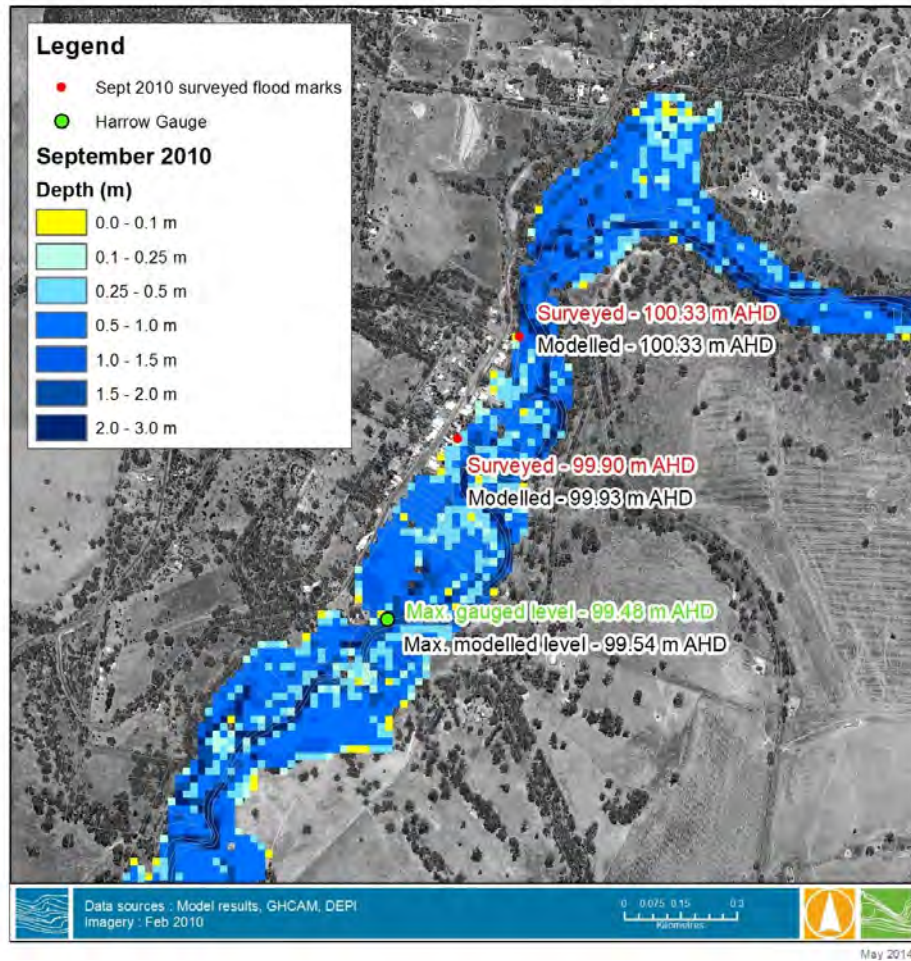 Legend
Sept 2010 surveyed flood marks
Harrow Gauge
September 2010
Depth (m)
0.0 - 0.1 m
0.1 - 0.25 m
0.25 - 0.5 m
0.5 - 1.0 m
1.0 - 1.5 m
1.5 - 2.0 m
2.0 - 3.0 m
Surveyed - 100.33 m AHD
Modelled - 100.33 m AHD
Surveyed - 99.90 m AHD
Modelled - 99.93 m AHD
Max. gauged level - 99.48 m AHD
Max. modelled level - 99.54 m AHD
Data sources : Model results, GHCAM, DEPI
Imagery : Feb 2010
0 0.075 0.15 0.3
Kilometres
May 2014